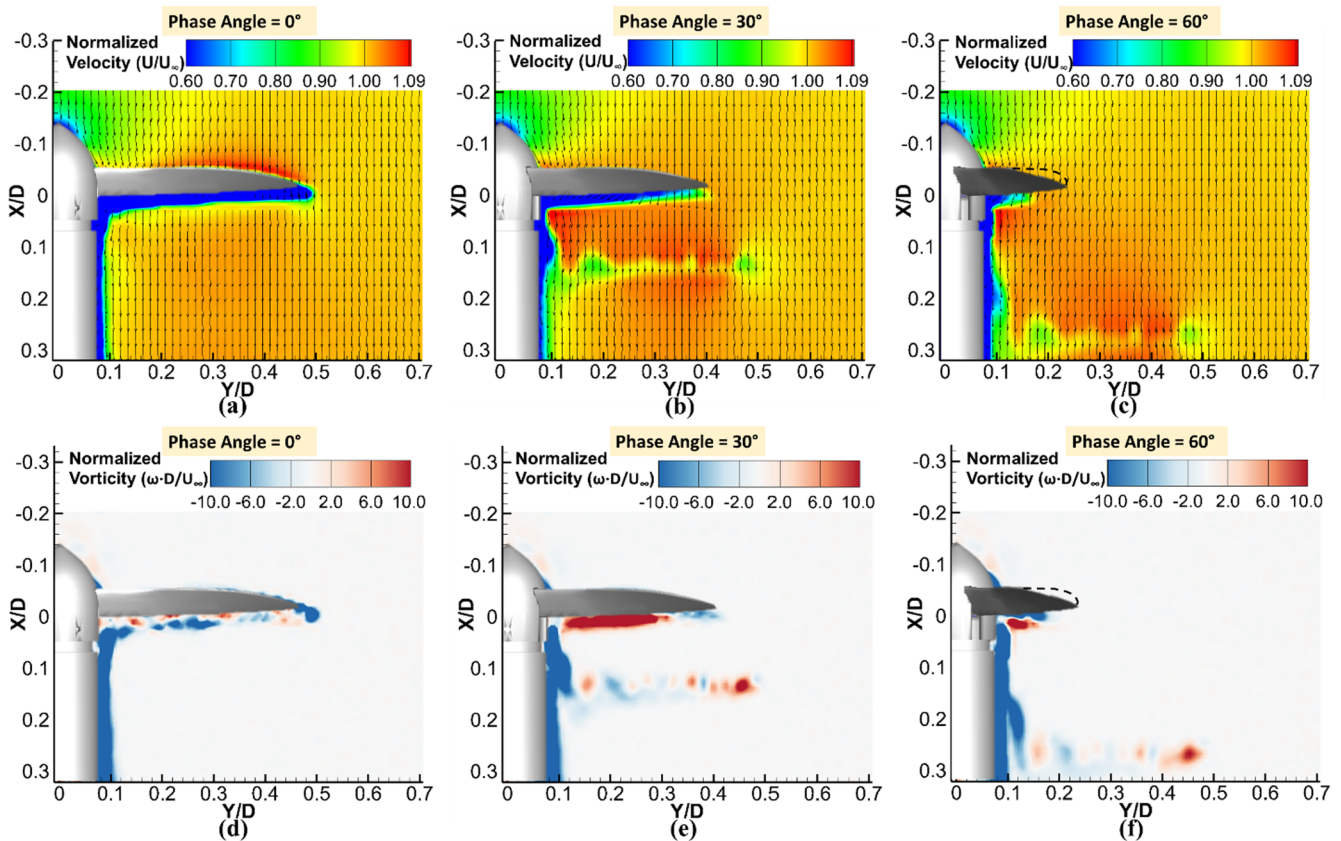 Phase Angle = 0°
Normalized
Velocity (U/U∞)
0.60 0.70 0.80 0.90 1.00 1.09
-0.3
-0.2
-0.1
0
0.1
0.2
0.3
X/D
0 0.1 0.2 0.3 0.4 0.5 0.6 0.7
Y/D
(a)
Phase Angle = 30°
Normalized
Velocity (U/U∞)
0.60 0.70 0.80 0.90 1.00 1.09
-0.3
-0.2
-0.1
0
0.1
0.2
0.3
X/D
0 0.1 0.2 0.3 0.4 0.5 0.6 0.7
Y/D
(b)
Phase Angle = 60°
Normalized
Velocity (U/U∞)
0.60 0.70 0.80 0.90 1.00 1.09
-0.3
-0.2
-0.1
0
0.1
0.2
0.3
X/D
0 0.1 0.2 0.3 0.4 0.5 0.6 0.7
Y/D
(c)
Phase Angle = 0°
Normalized
Vorticity (ω·D/U∞)
-10.0 -6.0 -2.0 2.0 6.0 10.0
-0.3
-0.2
-0.1
0
0.1
0.2
0.3
X/D
0 0.1 0.2 0.3 0.4 0.5 0.6 0.7
Y/D
(d)
Phase Angle = 30°
Normalized
Vorticity (ω·D/U∞)
-10.0 -6.0 -2.0 2.0 6.0 10.0
-0.3
-0.2
-0.1
0
0.1
0.2
0.3
X/D
0 0.1 0.2 0.3 0.4 0.5 0.6 0.7
Y/D
(e)
Phase Angle = 60°
Normalized
Vorticity (ω·D/U∞)
-10.0 -6.0 -2.0 2.0 6.0 10.0
-0.3
-0.2
-0.1
0
0.1
0.2
0.3
X/D
0 0.1 0.2 0.3 0.4 0.5 0.6 0.7
Y/D
(f)